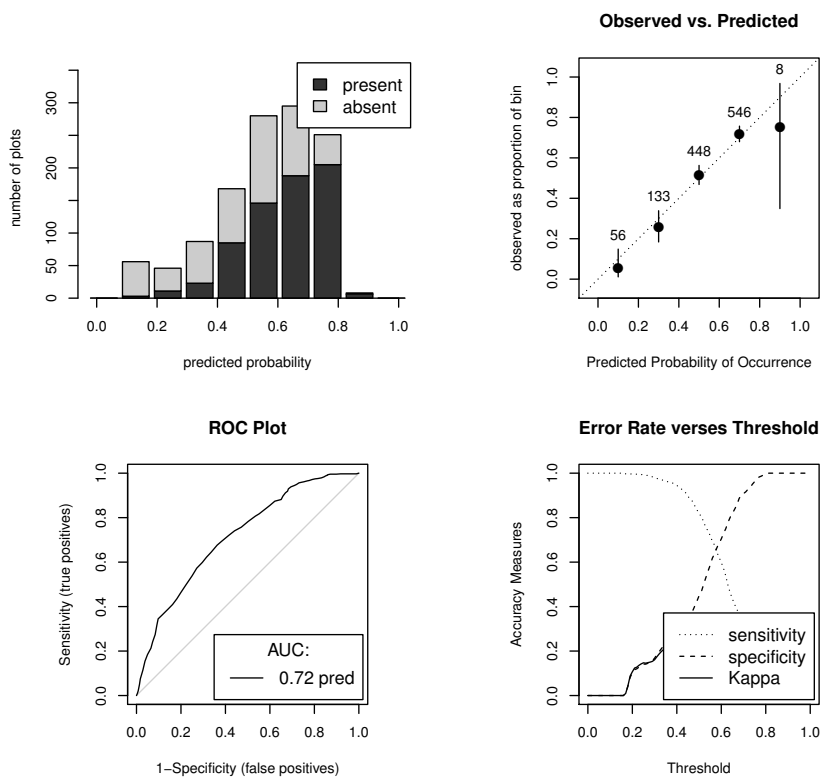 present
absent
number of plots
0
50
100
200
300
0.0 0.2 0.4 0.6 0.8 1.0
predicted probability
Observed vs. Predicted
observed as proportion of bin
0.0
0.2
0.4
0.6
0.8
1.0
56
133
448
546
8
0.0 0.2 0.4 0.6 0.8 1.0
Predicted Probability of Occurrence
ROC Plot
Sensitivity (true positives)
0.0
0.2
0.4
0.6
0.8
1.0
AUC:
0.72 pred
0.0 0.2 0.4 0.6 0.8 1.0
1−Specificity (false positives)
Error Rate verses Threshold
Accuracy Measures
0.0
0.2
0.4
0.6
0.8
1.0
sensitivity
specificity
Kappa
0.0 0.2 0.4 0.6 0.8 1.0
Threshold